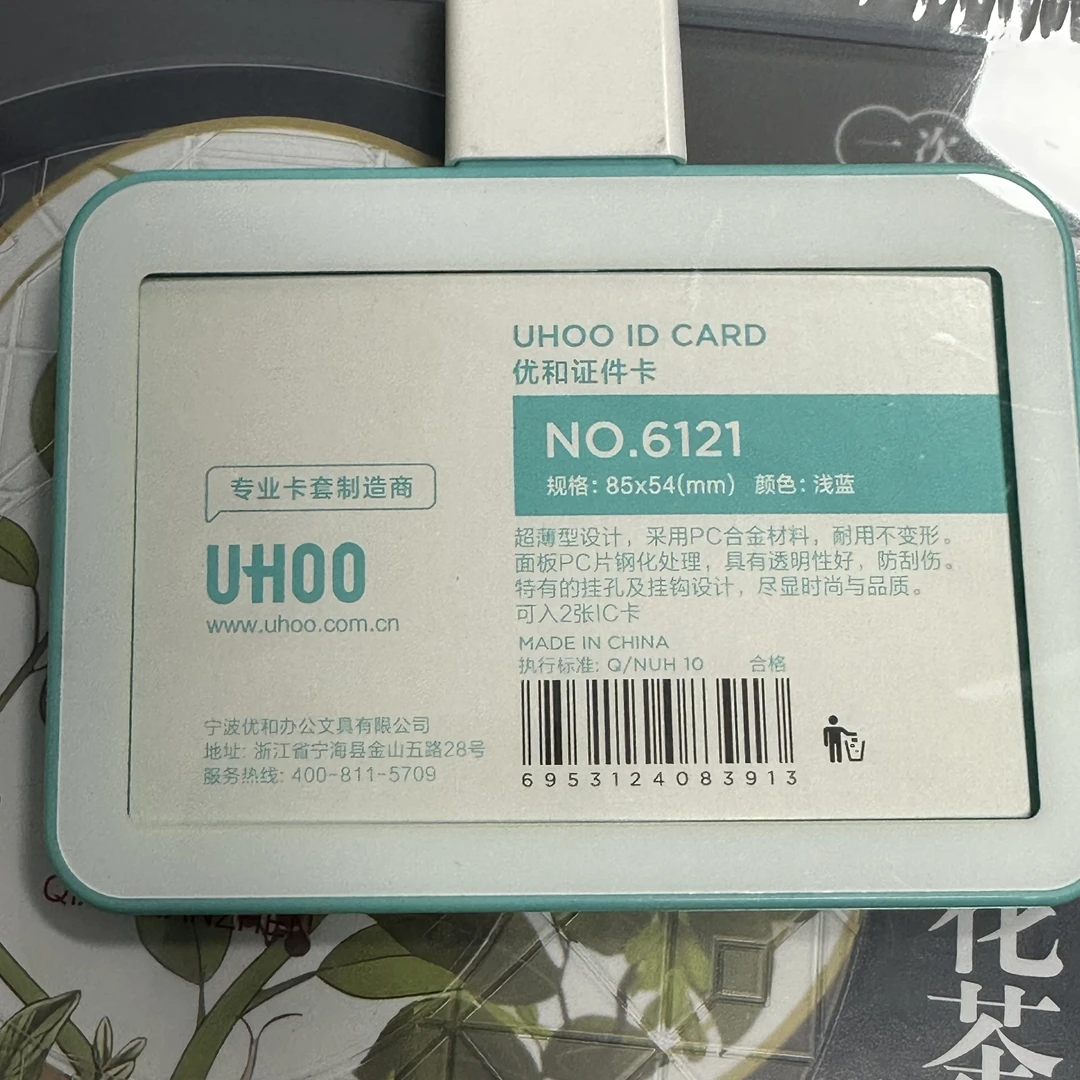 一次
UHOO ID CARD
优和证件卡
NO.6121
规格: 85x54(mm) 颜色: 浅蓝
专业卡套制造商
UHOO
www.uhoo.com.cn
超薄型设计，采用PC合金材料，耐用不变形。
面板PC片钢化处理，具有透明性好，防刮伤。
特有的挂孔及挂钩设计，尽显时尚与品质。
可入2张IC卡
MADE IN CHINA
执行标准: Q/NUH 10 合格
6953124083913
宁波优和办公文具有限公司
地址: 浙江省宁海县金山五路28号
服务热线: 400-811-5709
花茶